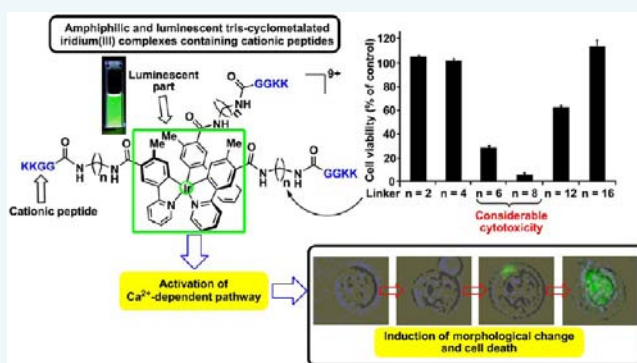 Amphiphilic and luminescent tris-cyclometalated
iridium(III) complexes containing cationic peptides
Luminescent
part
9+
GGKK
O
NH
( )n
NH
O
Me
Me
Me
KKGG
O
N
H
( )n
N
H
O
O
N
H
( )n
N
H
O
GGKK
Ir
N
N
N
Cationic peptide
Cell viability (% of control)
120
100
80
60
40
20
0
Linker n = 2 n = 4 n = 6 n = 8 n = 12 n = 16
Considerable
cytotoxicity
Activation of
Ca2+-dependent pathway
Induction of morphological change
and cell death